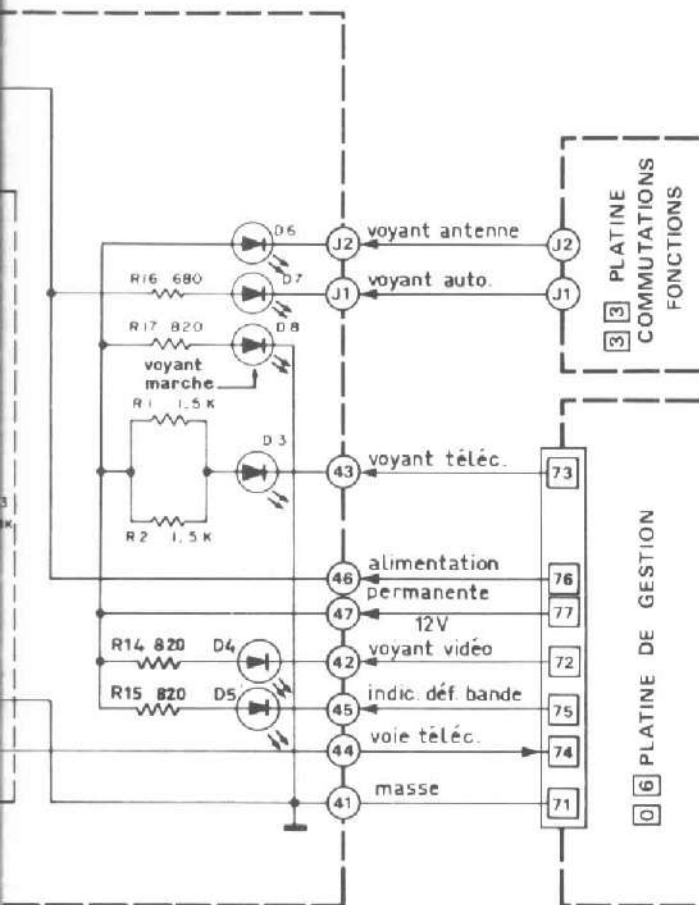 D6
J2
voyant antenne
J2
R16 680
D7
J1
voyant auto.
J1
R17 820
D8
voyant
marche
R1 1,5K
D3
43
voyant téléc.
73
R2 1,5K
46
alimentation
76
permanente
47
77
12V
R14 820
D4
42
voyant vidéo
72
R15 820
D5
45
indic. déf. bande
75
44
voie téléc.
74
41
masse
71
3 3 PLATINE
COMMUTATIONS
FONCTIONS
0 6 PLATINE DE GESTION